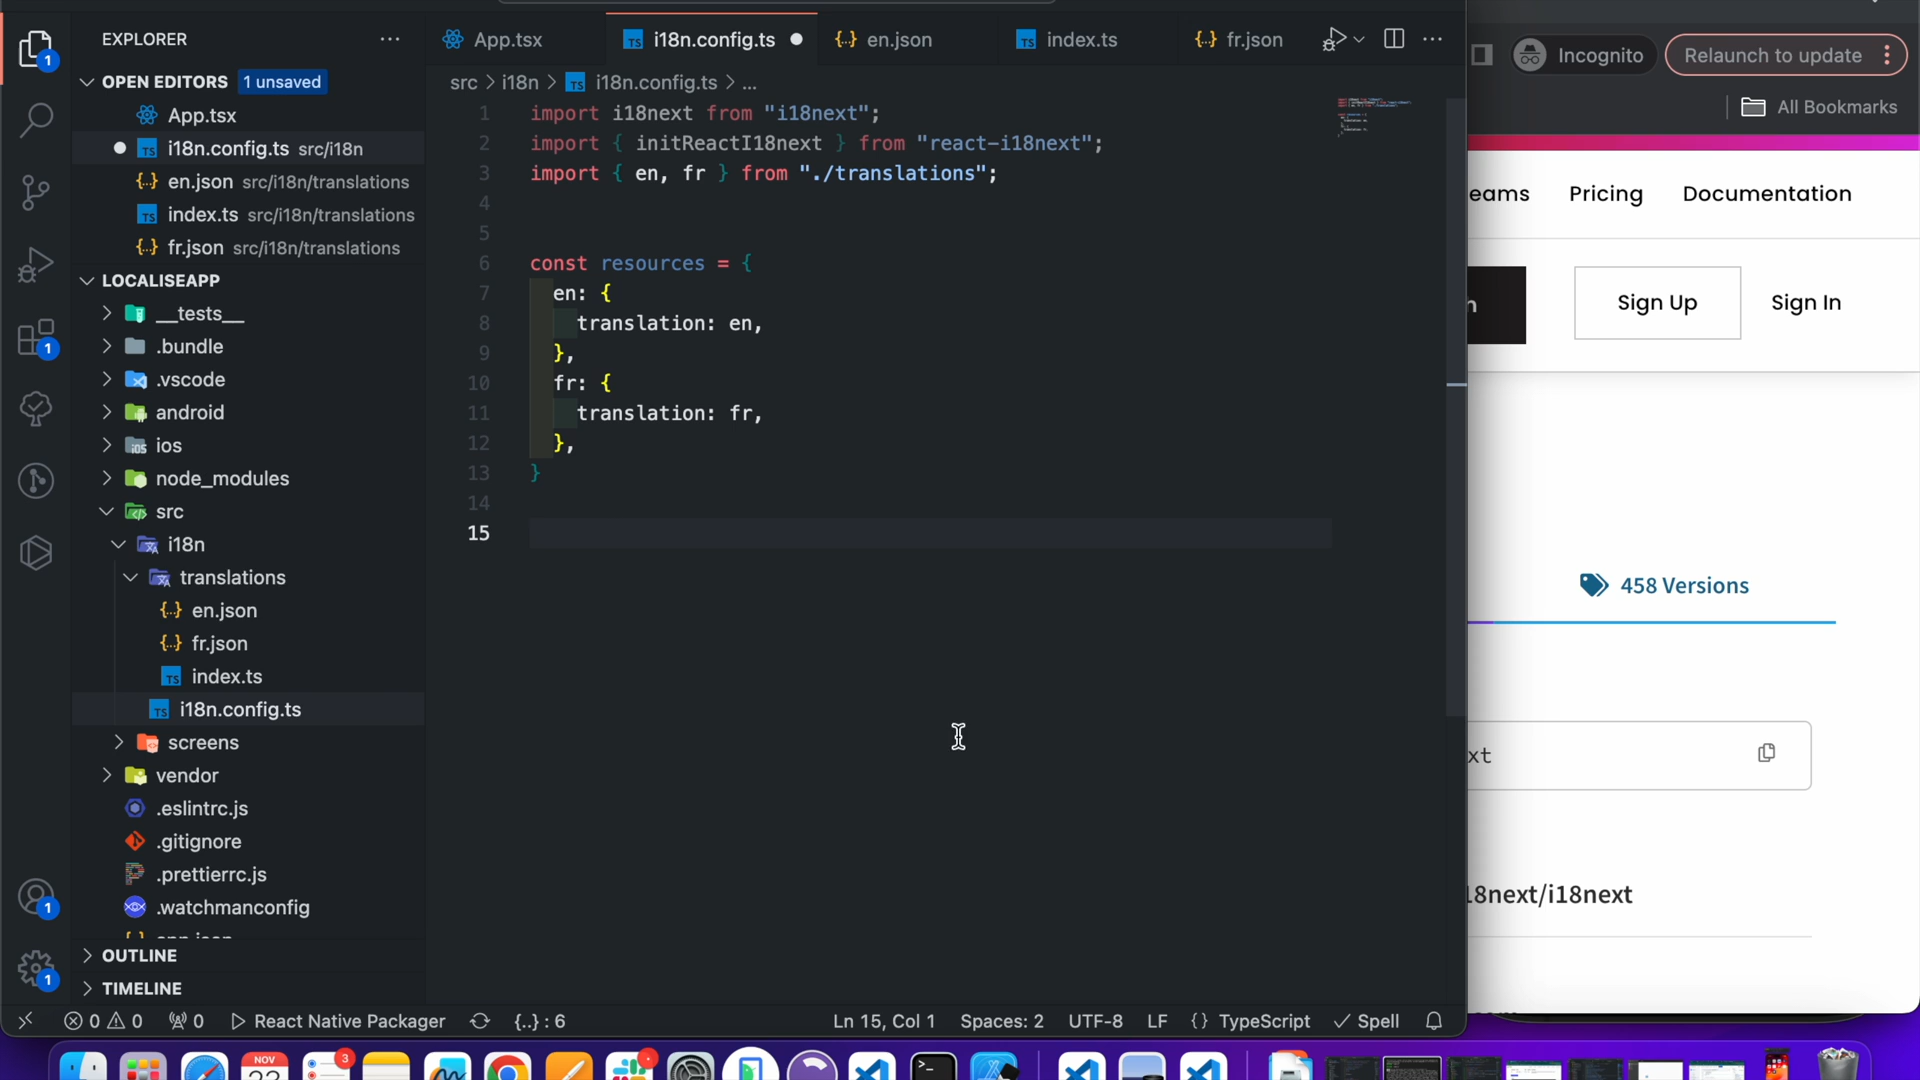 EXPLORER
App.tsx
i18n.config.ts
en.json
index.ts
fr.json
Incognito
Relaunch to update
OPEN EDITORS 1 unsaved
src > i18n > i18n.config.ts > ...
All Bookmarks
App.tsx
i18n.config.ts src/i18n
en.json src/i18n/translations
index.ts src/i18n/translations
fr.json src/i18n/translations
LOCALISEAPP
__tests__
.bundle
.vscode
android
ios
node_modules
src
i18n
translations
en.json
fr.json
index.ts
i18n.config.ts
screens
vendor
.eslintrc.js
.gitignore
.prettierrc.js
.watchmanconfig
OUTLINE
TIMELINE
1 import i18next from "i18next";
2 import { initReactI18next } from "react-i18next";
3 import { en, fr } from "./translations";
4
5
6 const resources = {
7 en: {
8 translation: en,
9 },
10 fr: {
11 translation: fr,
12 },
13 }
14
15
eams Pricing Documentation
Sign Up Sign In
458 Versions
xt
l8next/i18next
0 0 0 React Native Packager {..} : 6 Ln 15, Col 1 Spaces: 2 UTF-8 LF {} TypeScript Spell
NOV
3